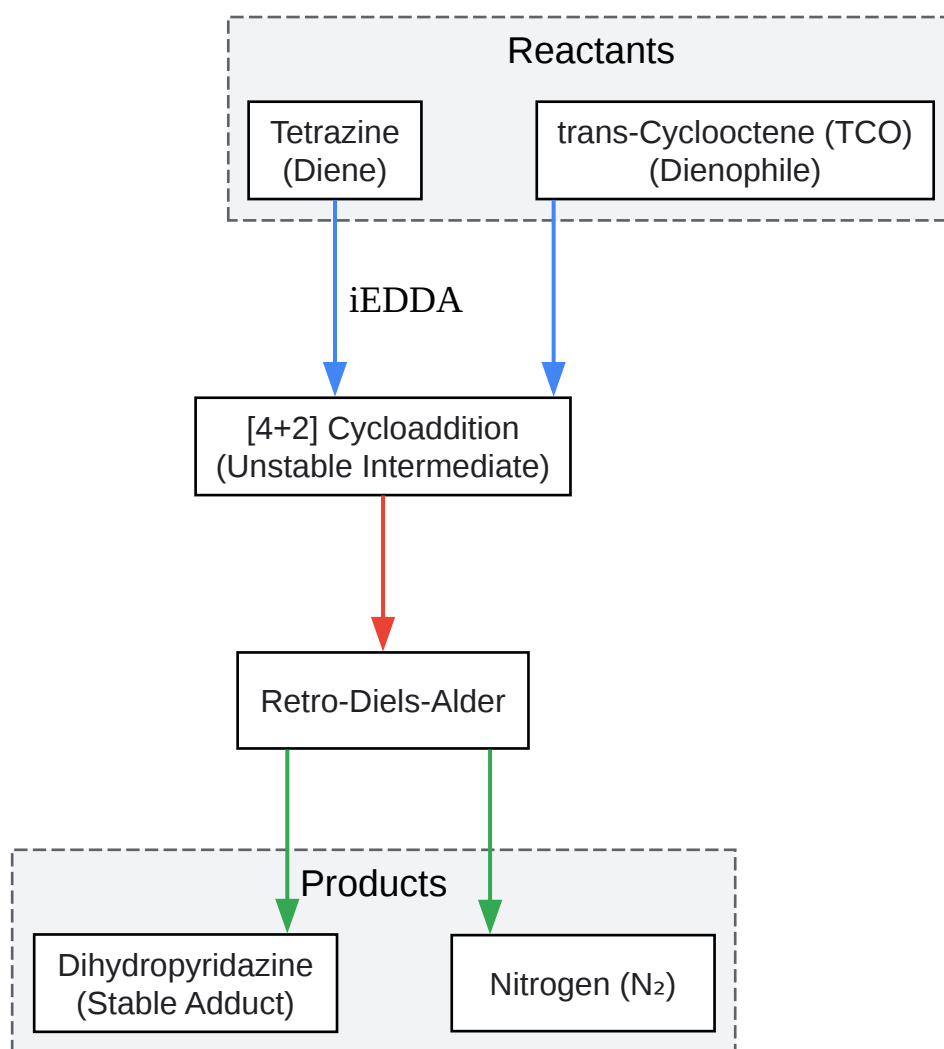 Reactants
Tetrazine
(Diene)
trans-Cyclooctene (TCO)
(Dienophile)
iEDDA
[4+2] Cycloaddition
(Unstable Intermediate)
Retro-Diels-Alder
Products
Dihydropyridazine
(Stable Adduct)
Nitrogen (N₂)